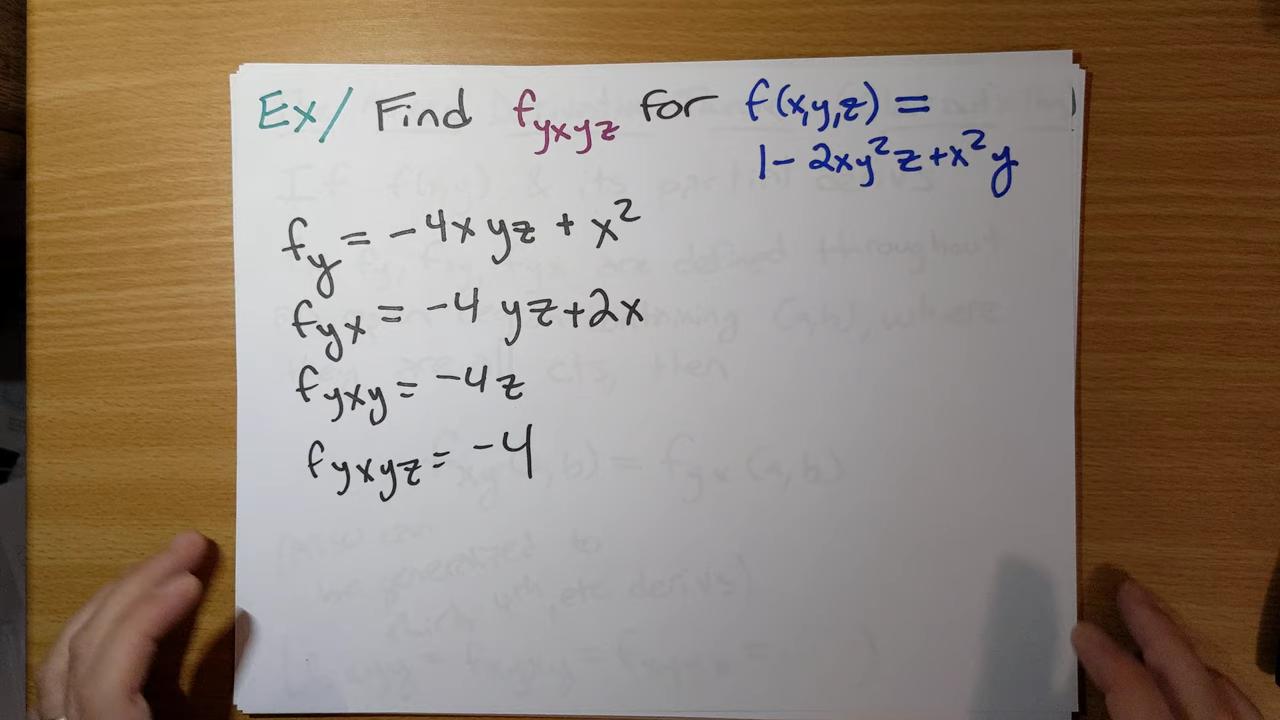 Ex/ Find f_yxyz for f(x,y,z) =
1 - 2xy²z + x²y
f_y = -4xyz + x²
f_yx = -4yz + 2x
f_yxy = -4z
f_yxyz = -4